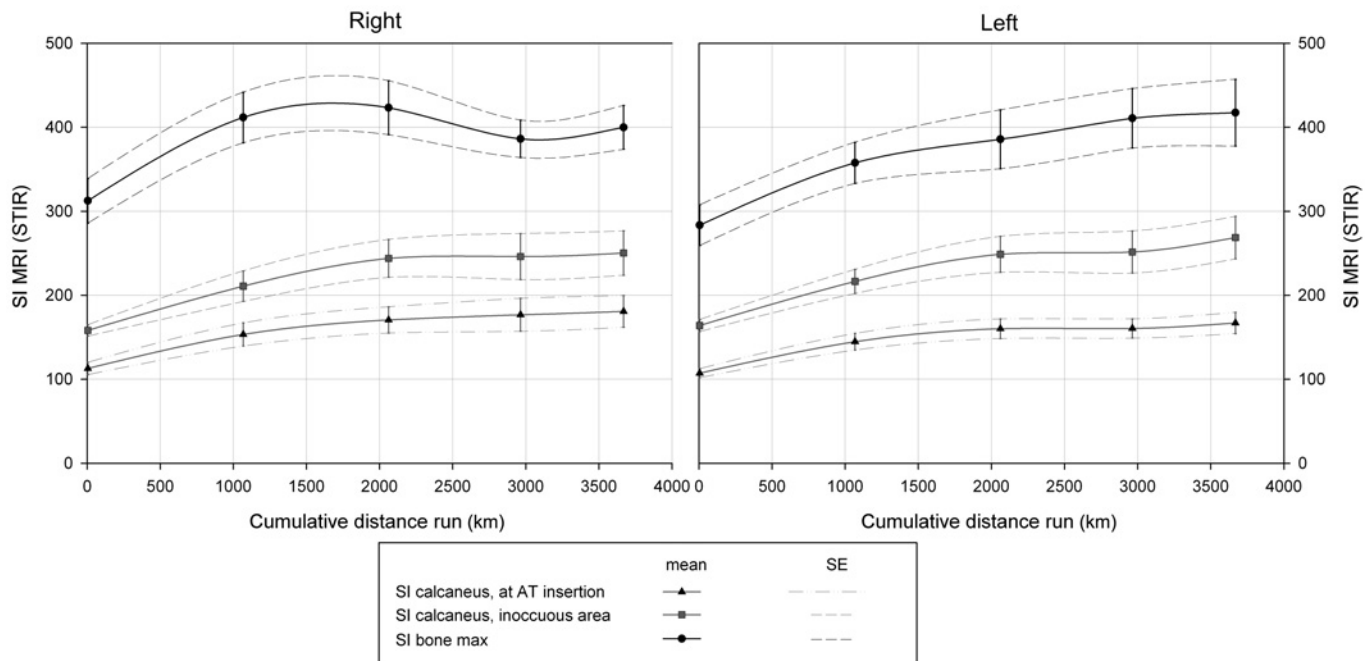 Right
Left
500
400
300
200
100
0
SI MRI (STIR)
0 500 1000 1500 2000 2500 3000 3500 4000
Cumulative distance run (km)
0 500 1000 1500 2000 2500 3000 3500 4000
Cumulative distance run (km)
500
400
300
200
100
0
SI MRI (STIR)
mean SE
SI calcaneus, at AT insertion
SI calcaneus, inoccuous area
SI bone max